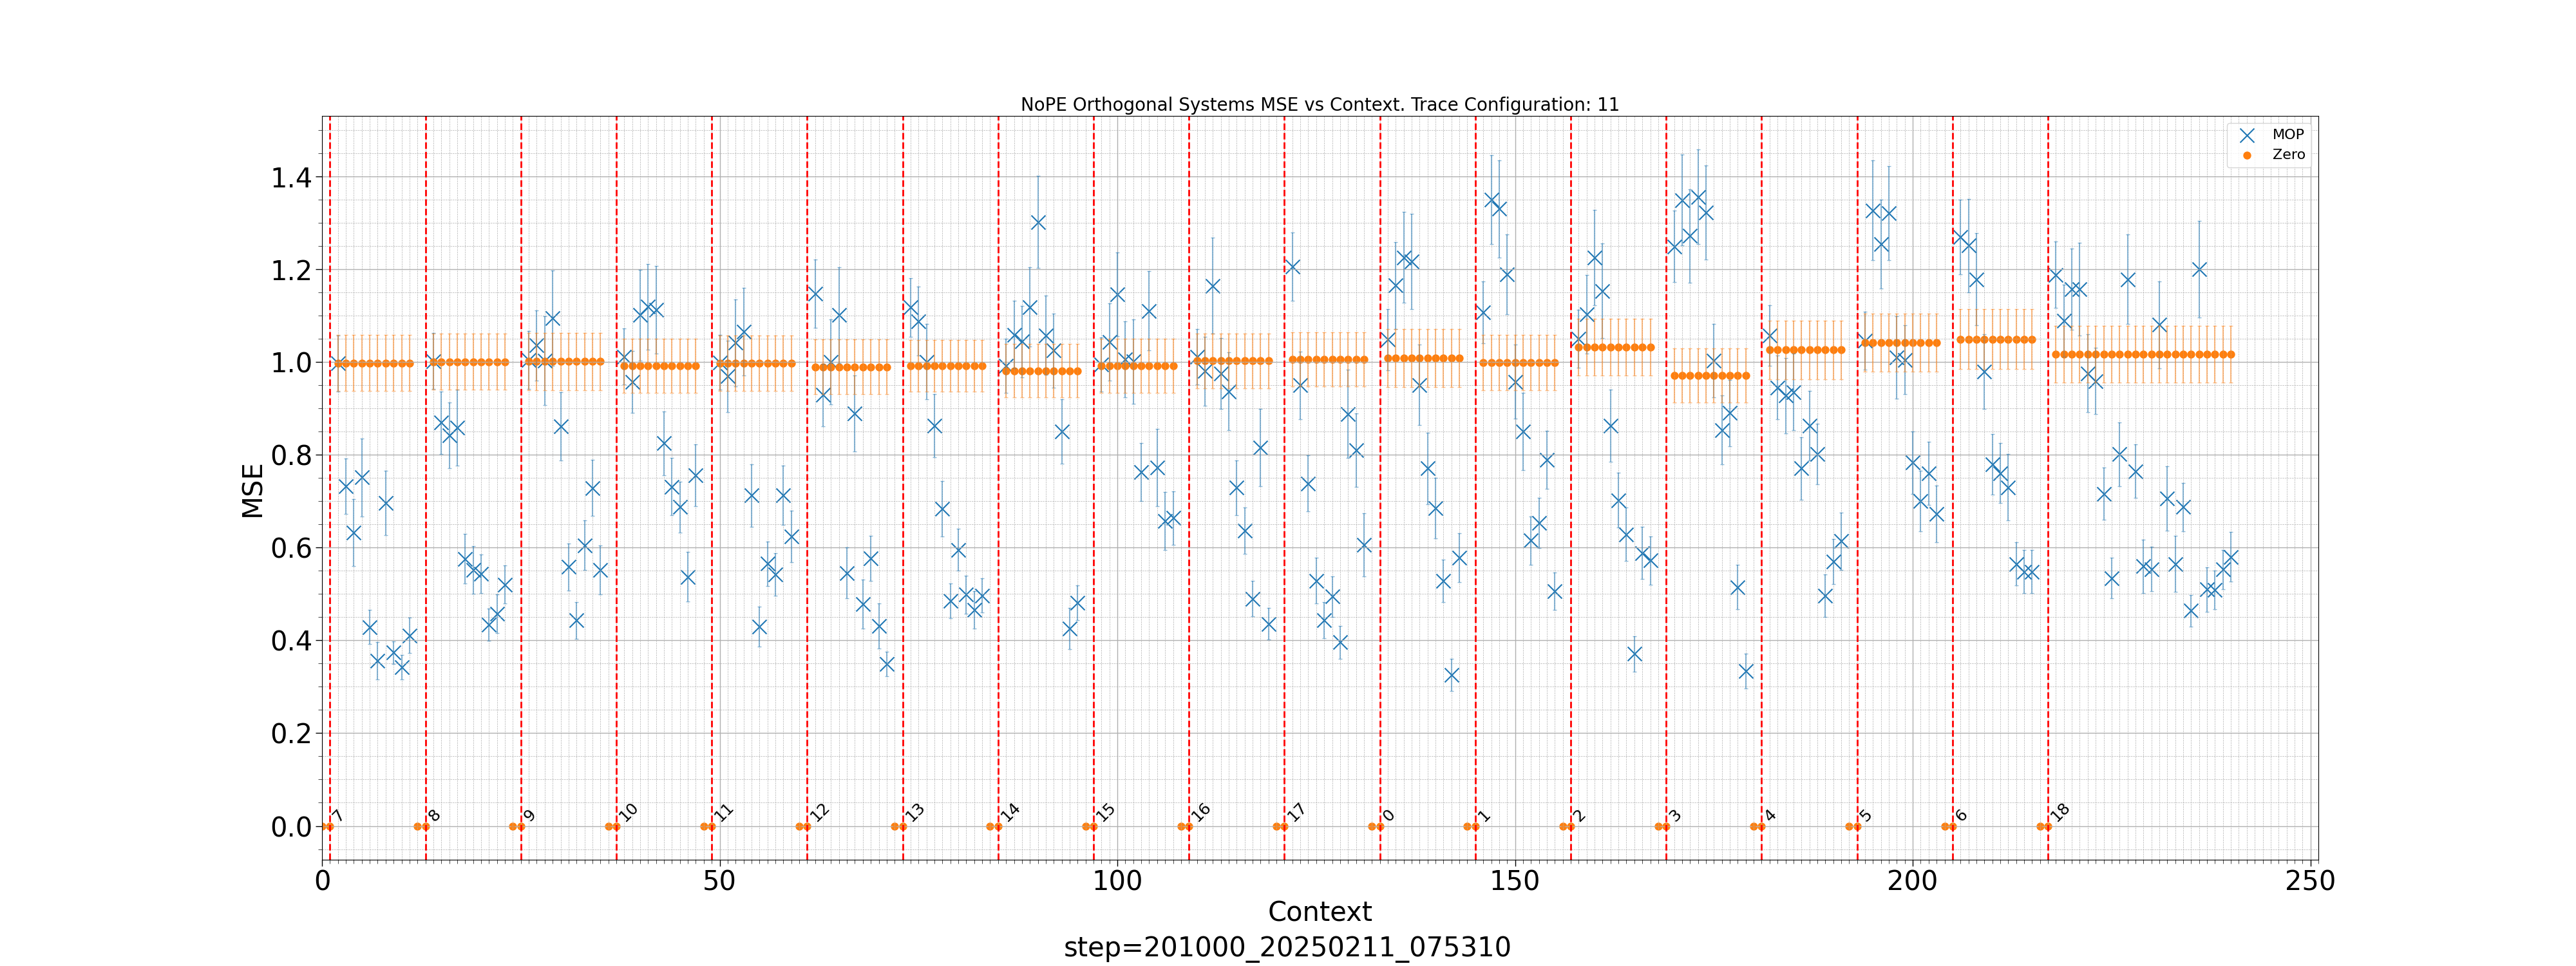 NoPE Orthogonal Systems MSE vs Context. Trace Configuration: 11
MOP
Zero
1.4
1.2
1.0
0.8
0.6
0.4
0.2
0.0
MSE
7 8 9 10 11 12 13 14 15 16 17 0 1 2 3 4 5 6 18
0 50 100 150 200 250
Context
step=201000_20250211_075310